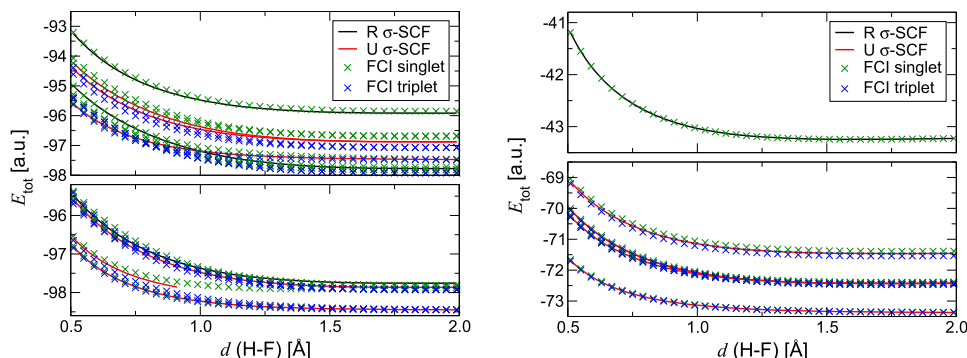 -93
-94
-95
-96
-97
-98
R σ-SCF
U σ-SCF
FCI singlet
FCI triplet
E_tot [a.u.]
-96
-97
-98
0.5 1.0 1.5 2.0
d (H-F) [Å]
-41
-42
-43
R σ-SCF
U σ-SCF
FCI singlet
FCI triplet
E_tot [a.u.]
-69
-70
-71
-72
-73
0.5 1.0 1.5 2.0
d (H-F) [Å]